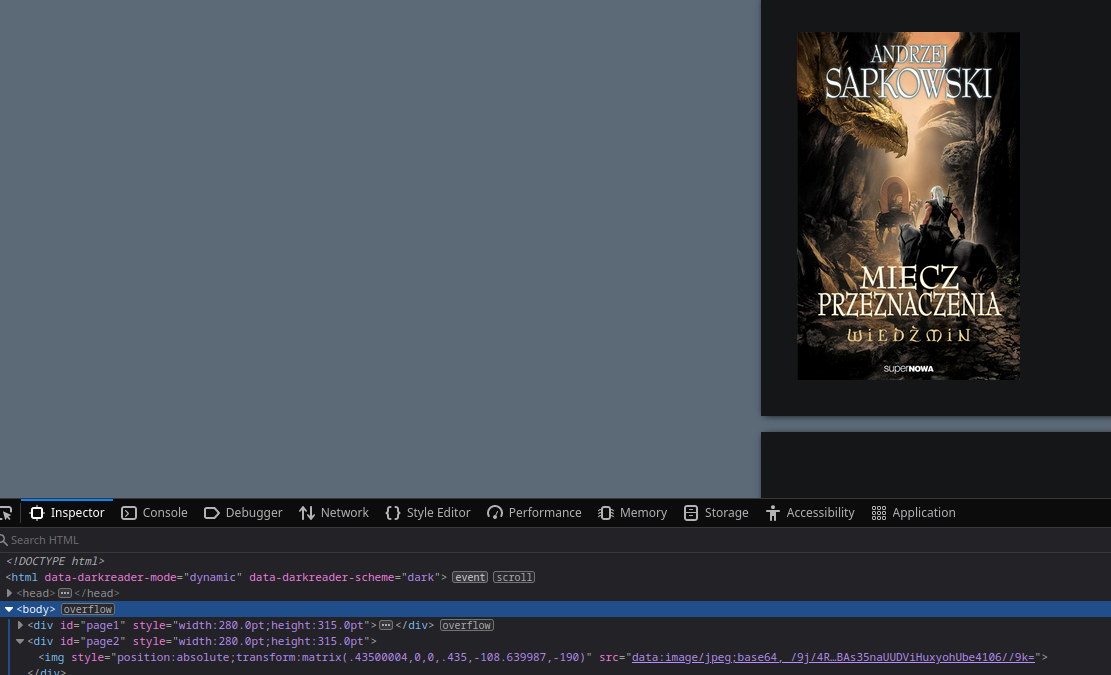 ANDRZEJ
SAPKOWSKI
MIECZ
PRZEZNACZENIA
WIEDŹMIN
superNOWA
Inspector Console Debugger Network Style Editor Performance Memory Storage Accessibility Application
Search HTML
<!DOCTYPE html>
<html data-darkreader-mode="dynamic" data-darkreader-scheme="dark"> event scroll
<head> ••• </head>
<body> overflow
<div id="page1" style="width:280.0pt;height:315.0pt"> ••• </div> overflow
<div id="page2" style="width:280.0pt;height:315.0pt">
<img style="position:absolute;transform:matrix(.43500004,0,0,.435,-108.639987,-190)" src="data:image/jpeg;base64, /9j/4R…BAs35naUUDViHuxyohUbe4106//9k=">
</div>